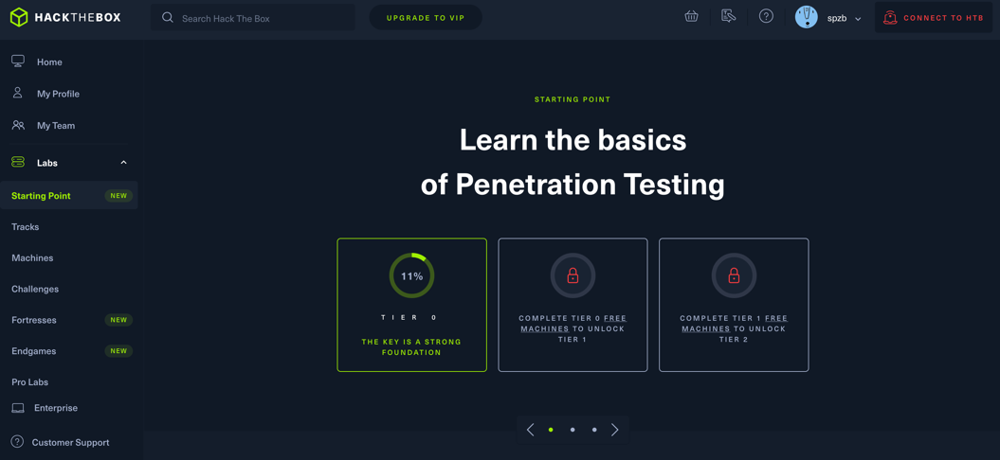 HACKTHEBOX
Search Hack The Box
UPGRADE TO VIP
spzb
CONNECT TO HTB
Home
My Profile
My Team
Labs
Starting Point NEW
Tracks
Machines
Challenges
Fortresses NEW
Endgames NEW
Pro Labs
Enterprise
Customer Support
STARTING POINT
Learn the basics
of Penetration Testing
11%
TIER 0
THE KEY IS A STRONG
FOUNDATION
COMPLETE TIER 0 FREE
MACHINES TO UNLOCK
TIER 1
COMPLETE TIER 1 FREE
MACHINES TO UNLOCK
TIER 2